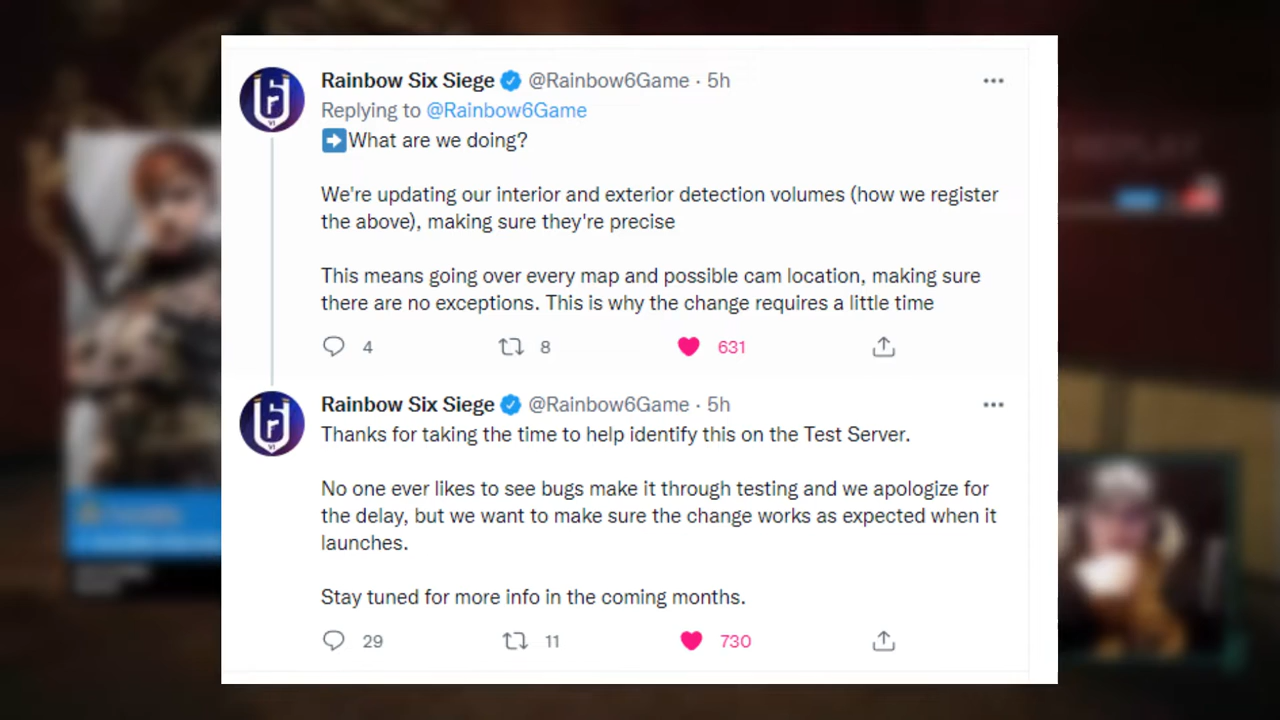 Rainbow Six Siege @Rainbow6Game · 5h
Replying to @Rainbow6Game
➡What are we doing?
We're updating our interior and exterior detection volumes (how we register
the above), making sure they're precise
This means going over every map and possible cam location, making sure
there are no exceptions. This is why the change requires a little time
4 8 631
Rainbow Six Siege @Rainbow6Game · 5h
Thanks for taking the time to help identify this on the Test Server.
No one ever likes to see bugs make it through testing and we apologize for
the delay, but we want to make sure the change works as expected when it
launches.
Stay tuned for more info in the coming months.
29 11 730